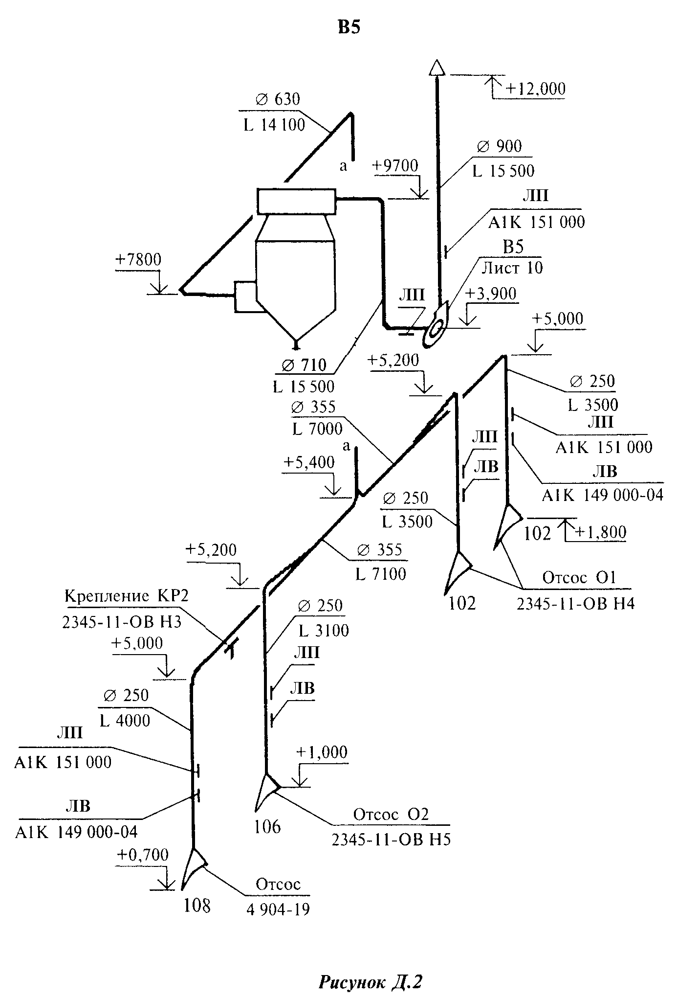 В5
+12,000
∅ 630
L 14 100
∅ 900
L 15 500
а
+9700
ЛП
А1К 151 000
В5
Лист 10
+7800
ЛП
+3,900
+5,000
∅ 710
L 15 500
+5,200
∅ 250
L 3500
∅ 355
L 7000
ЛП
А1К 151 000
ЛП
а
+5,400
ЛВ
ЛВ
А1К 149 000-04
∅ 250
L 3500
102
+1,800
+5,200
∅ 355
L 7100
Отсос О1
2345-11-ОВ Н4
102
Крепление КР2
2345-11-ОВ Н3
∅ 250
L 3100
+5,000
ЛП
ЛВ
∅ 250
L 4000
ЛП
А1К 151 000
+1,000
ЛВ
А1К 149 000-04
106
Отсос О2
2345-11-ОВ Н5
+0,700
108
Отсос
4 904-19
Рисунок Д.2